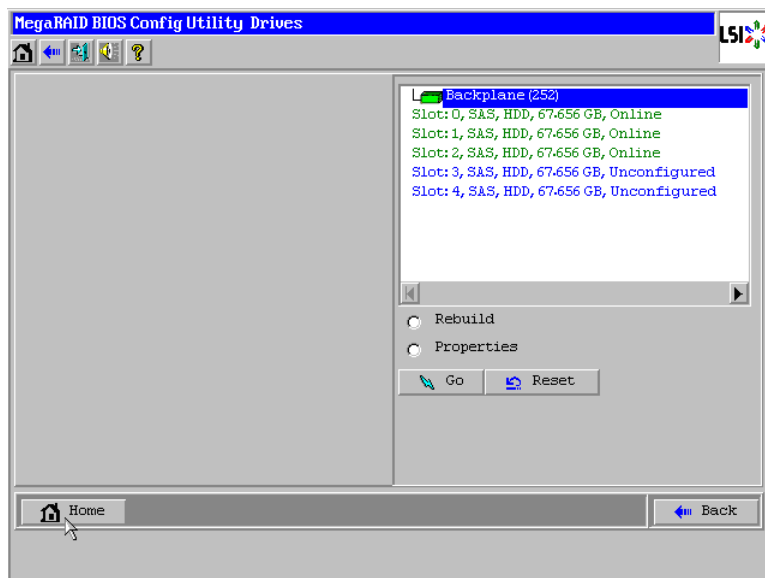 MegaRAID BIOS Config Utility Drives
LSI
Backplane (252)
Slot: 0, SAS, HDD, 67.656 GB, Online
Slot: 1, SAS, HDD, 67.656 GB, Online
Slot: 2, SAS, HDD, 67.656 GB, Online
Slot: 3, SAS, HDD, 67.656 GB, Unconfigured
Slot: 4, SAS, HDD, 67.656 GB, Unconfigured
Rebuild
Properties
Go
Reset
Home
Back